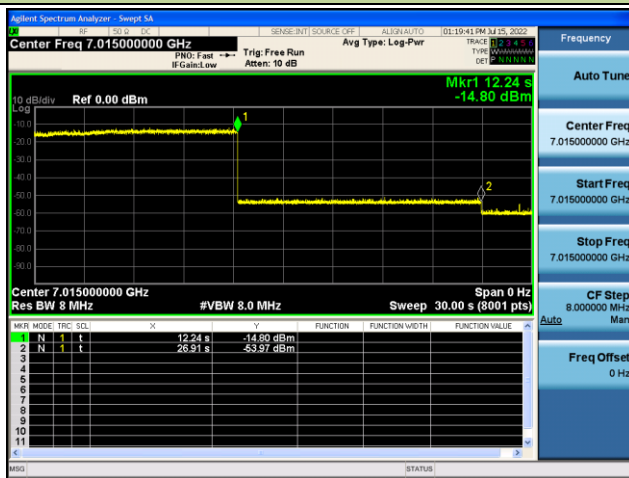 Agilent Spectrum Analyzer - Swept SA
RF 50 Ω DC SENSE:INT SOURCE OFF ALIGN AUTO 01:19:41 PM Jul 15, 2022
Center Freq 7.015000000 GHz
PNO: Fast
IFGain:Low
Trig: Free Run
Atten: 10 dB
Avg Type: Log-Pwr
TRACE 1 2 3 4 5 6
TYPE
DET P N N N N N
Mkr1 12.24 s
-14.80 dBm
10 dB/div Ref 0.00 dBm
Log
-10.0
-20.0
-30.0
-40.0
-50.0
-60.0
-70.0
-80.0
-90.0
1
2
Center 7.015000000 GHz Span 0 Hz
Res BW 8 MHz #VBW 8.0 MHz Sweep 30.00 s (8001 pts)
MKR MODE TRC SCL X Y FUNCTION FUNCTION WIDTH FUNCTION VALUE
1 N 1 t 12.24 s -14.80 dBm
2 N 1 t 26.91 s -53.97 dBm
3
4
5
6
7
8
9
10
11
MSG STATUS
Frequency
Auto Tune
Center Freq
7.015000000 GHz
Start Freq
7.015000000 GHz
Stop Freq
7.015000000 GHz
CF Step
8.000000 MHz
Auto Man
Freq Offset
0 Hz